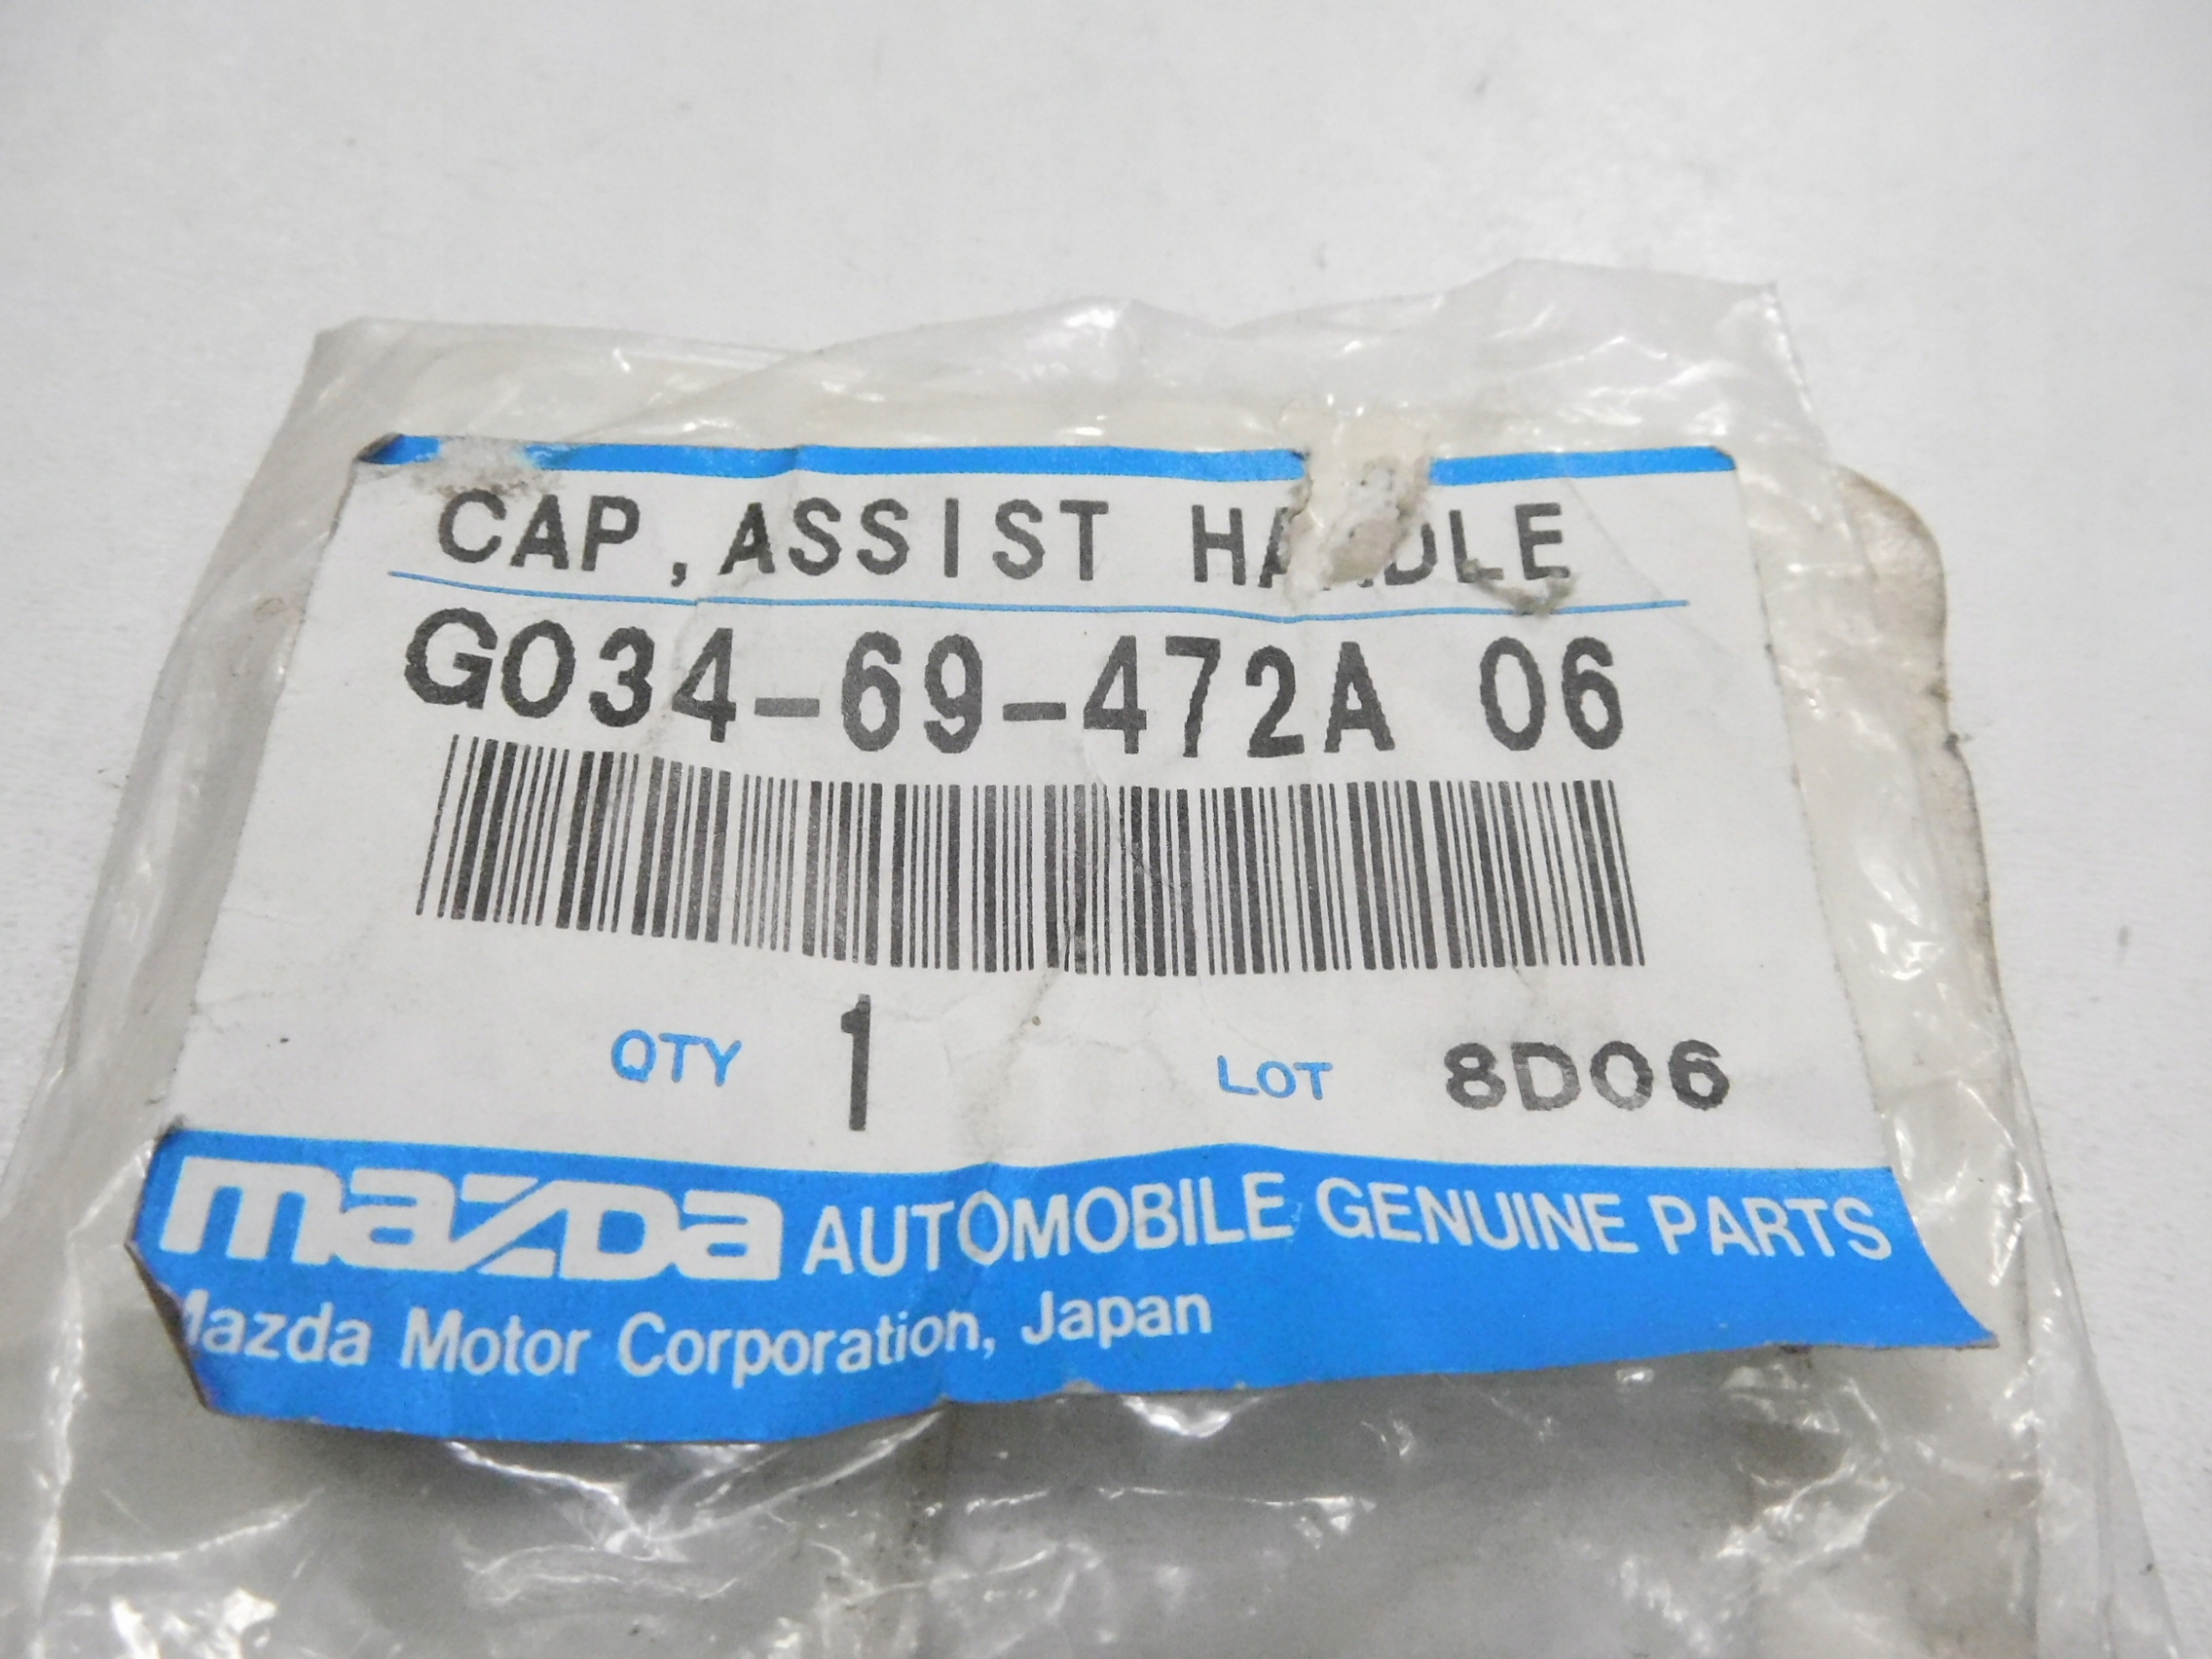 CAP, ASSIST HANDLE
G034-69-472A 06
QTY 1 LOT 8D06
mazda AUTOMOBILE GENUINE PARTS
Mazda Motor Corporation, Japan